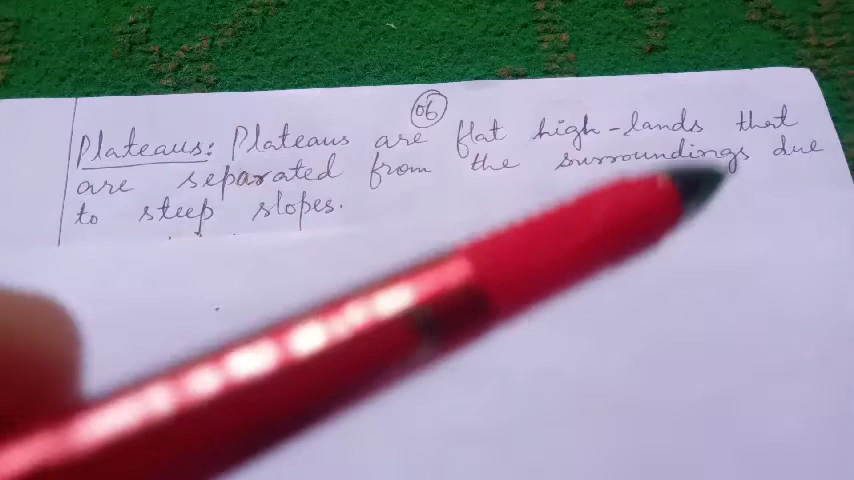 06
Plateaus: Plateaus are flat high-lands that
are separated from the surroundings due
to steep slopes.